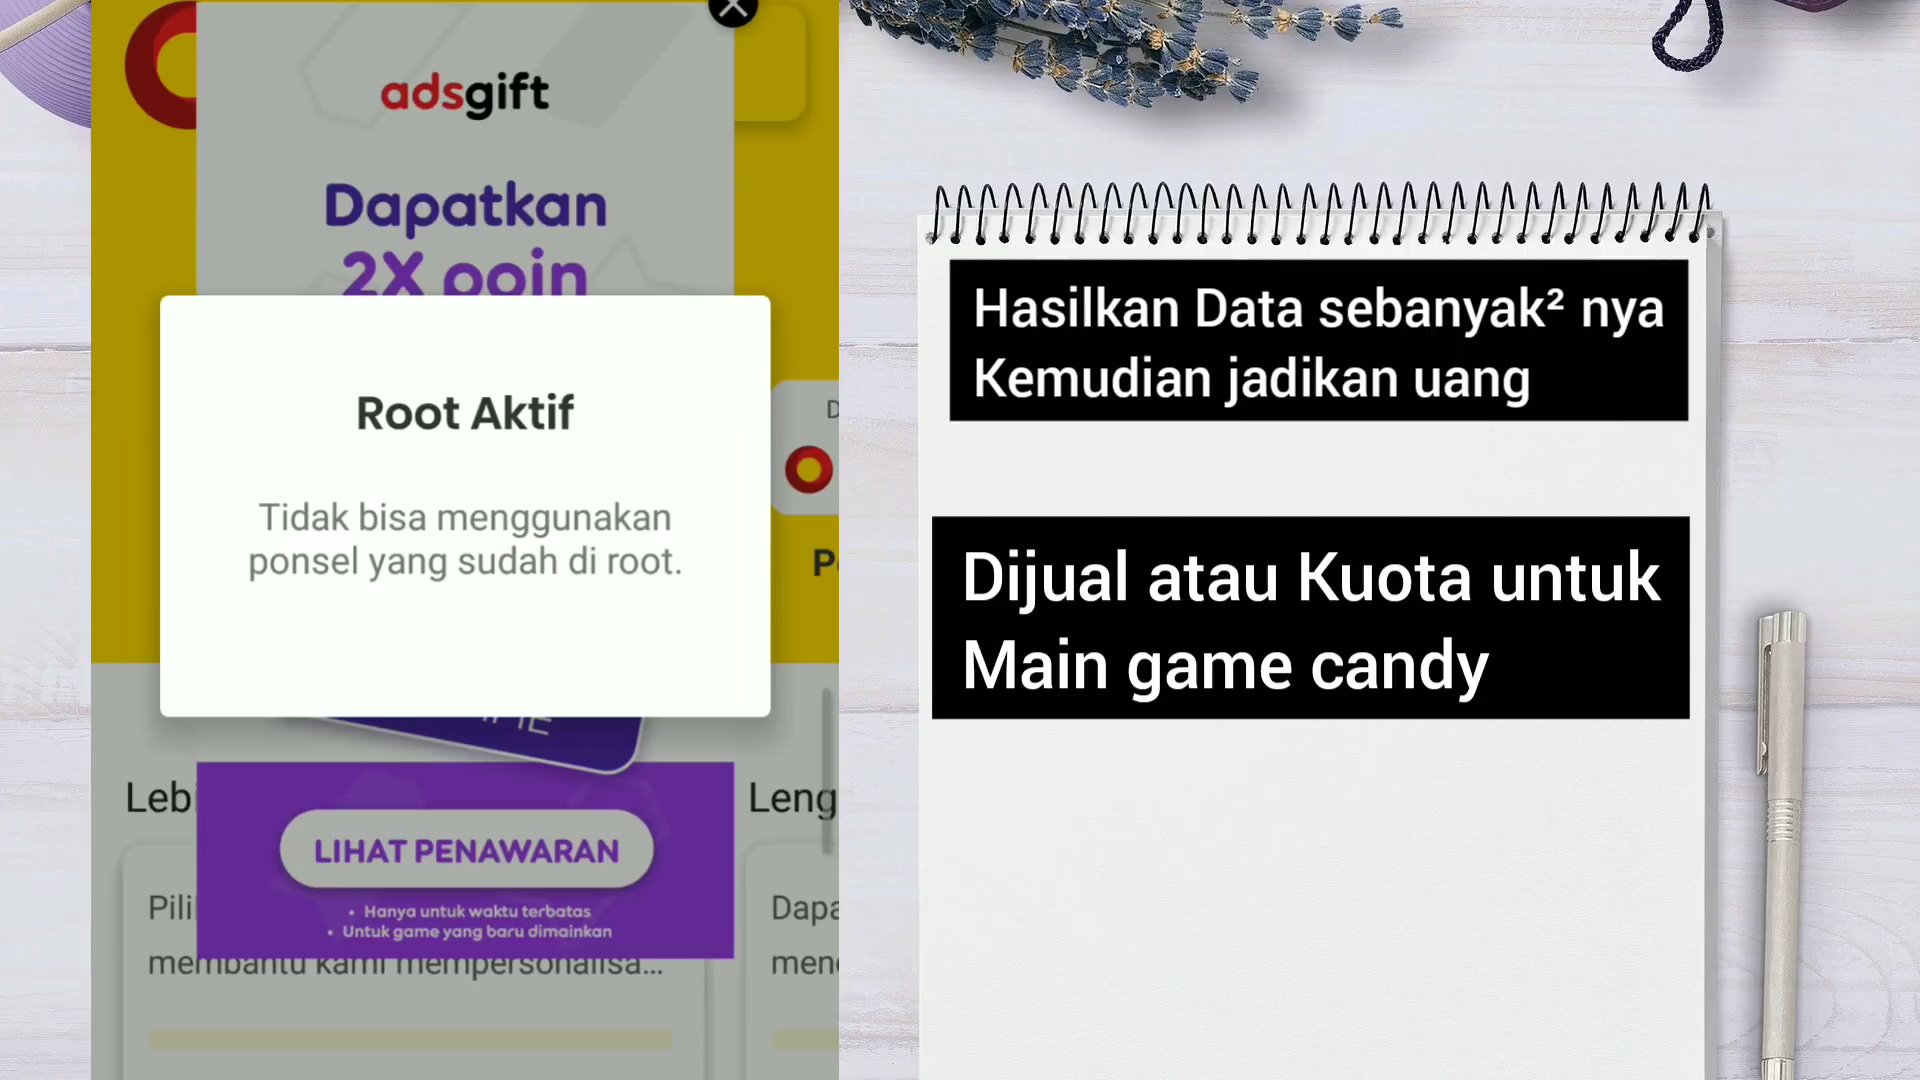 adsgift
Dapatkan
2X poin
Root Aktif
Tidak bisa menggunakan
ponsel yang sudah di root.
LIHAT PENAWARAN
• Hanya untuk waktu terbatas
• Untuk game yang baru dimainkan
Lebi
Leng
Pili
Dapa
membantu kami mempersonalisa...
Hasilkan Data sebanyak² nya
Kemudian jadikan uang
Dijual atau Kuota untuk
Main game candy